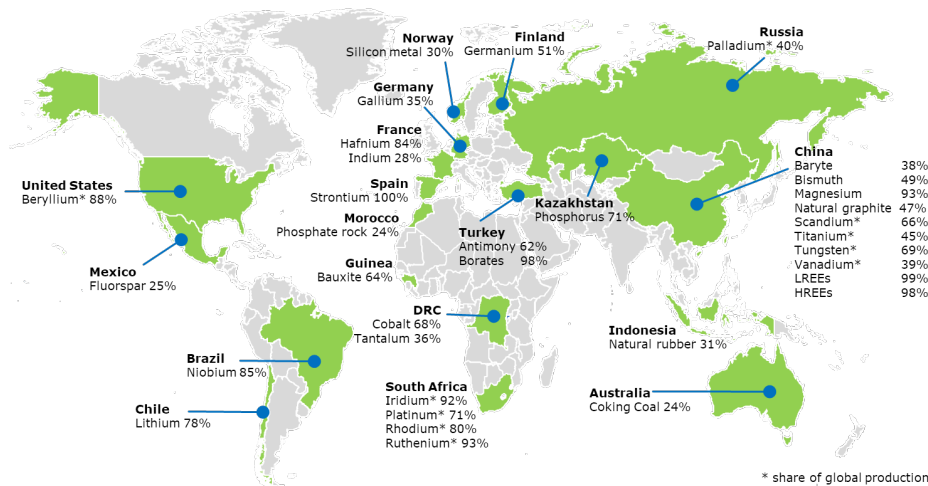 Norway
Silicon metal 30%
Finland
Germanium 51%
Russia
Palladium* 40%
Germany
Gallium 35%
France
Hafnium 84%
Indium 28%
Spain
Strontium 100%
Morocco
Phosphate rock 24%
Guinea
Bauxite 64%
United States
Beryllium* 88%
Mexico
Fluorspar 25%
Brazil
Niobium 85%
Chile
Lithium 78%
Turkey
Antimony 62%
Borates 98%
Kazakhstan
Phosphorus 71%
China
Baryte 38%
Bismuth 49%
Magnesium 93%
Natural graphite 47%
Scandium* 66%
Titanium* 45%
Tungsten* 69%
Vanadium* 39%
LREEs 99%
HREEs 98%
DRC
Cobalt 68%
Tantalum 36%
South Africa
Iridium* 92%
Platinum* 71%
Rhodium* 80%
Ruthenium* 93%
Indonesia
Natural rubber 31%
Australia
Coking Coal 24%
* share of global production